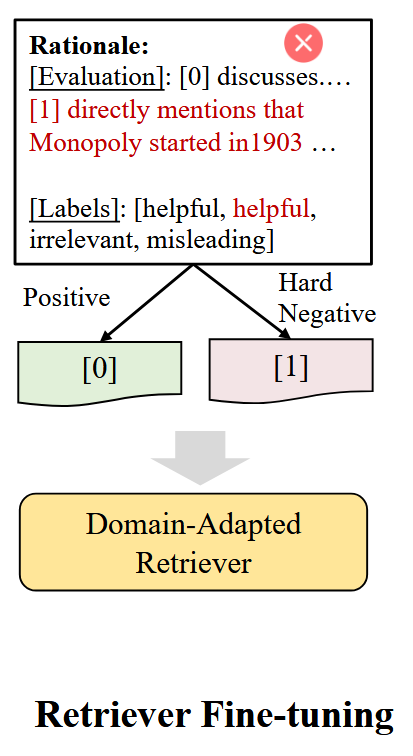 Rationale:
[Evaluation]: [0] discusses....
[1] directly mentions that
Monopoly started in1903 ...
[Labels]: [helpful, helpful,
irrelevant, misleading]
Positive
Hard
Negative
[0]
[1]
Domain-Adapted
Retriever
Retriever Fine-tuning